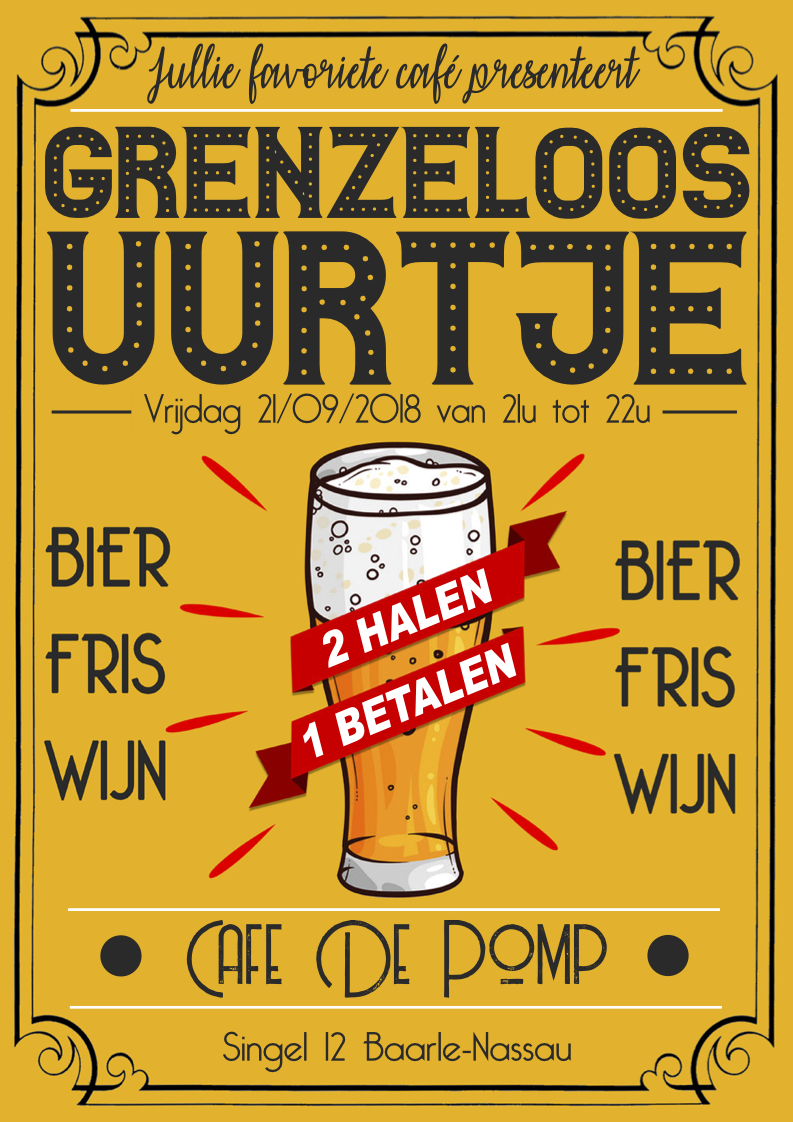 Jullie favoriete café presenteert
GRENZELOOS
UURTJE
Vrijdag 21/09/2018 van 21u tot 22u
BIER
FRIS
WIJN
2 HALEN
1 BETALEN
BIER
FRIS
WIJN
CAFE DE POMP
Singel 12 Baarle-Nassau